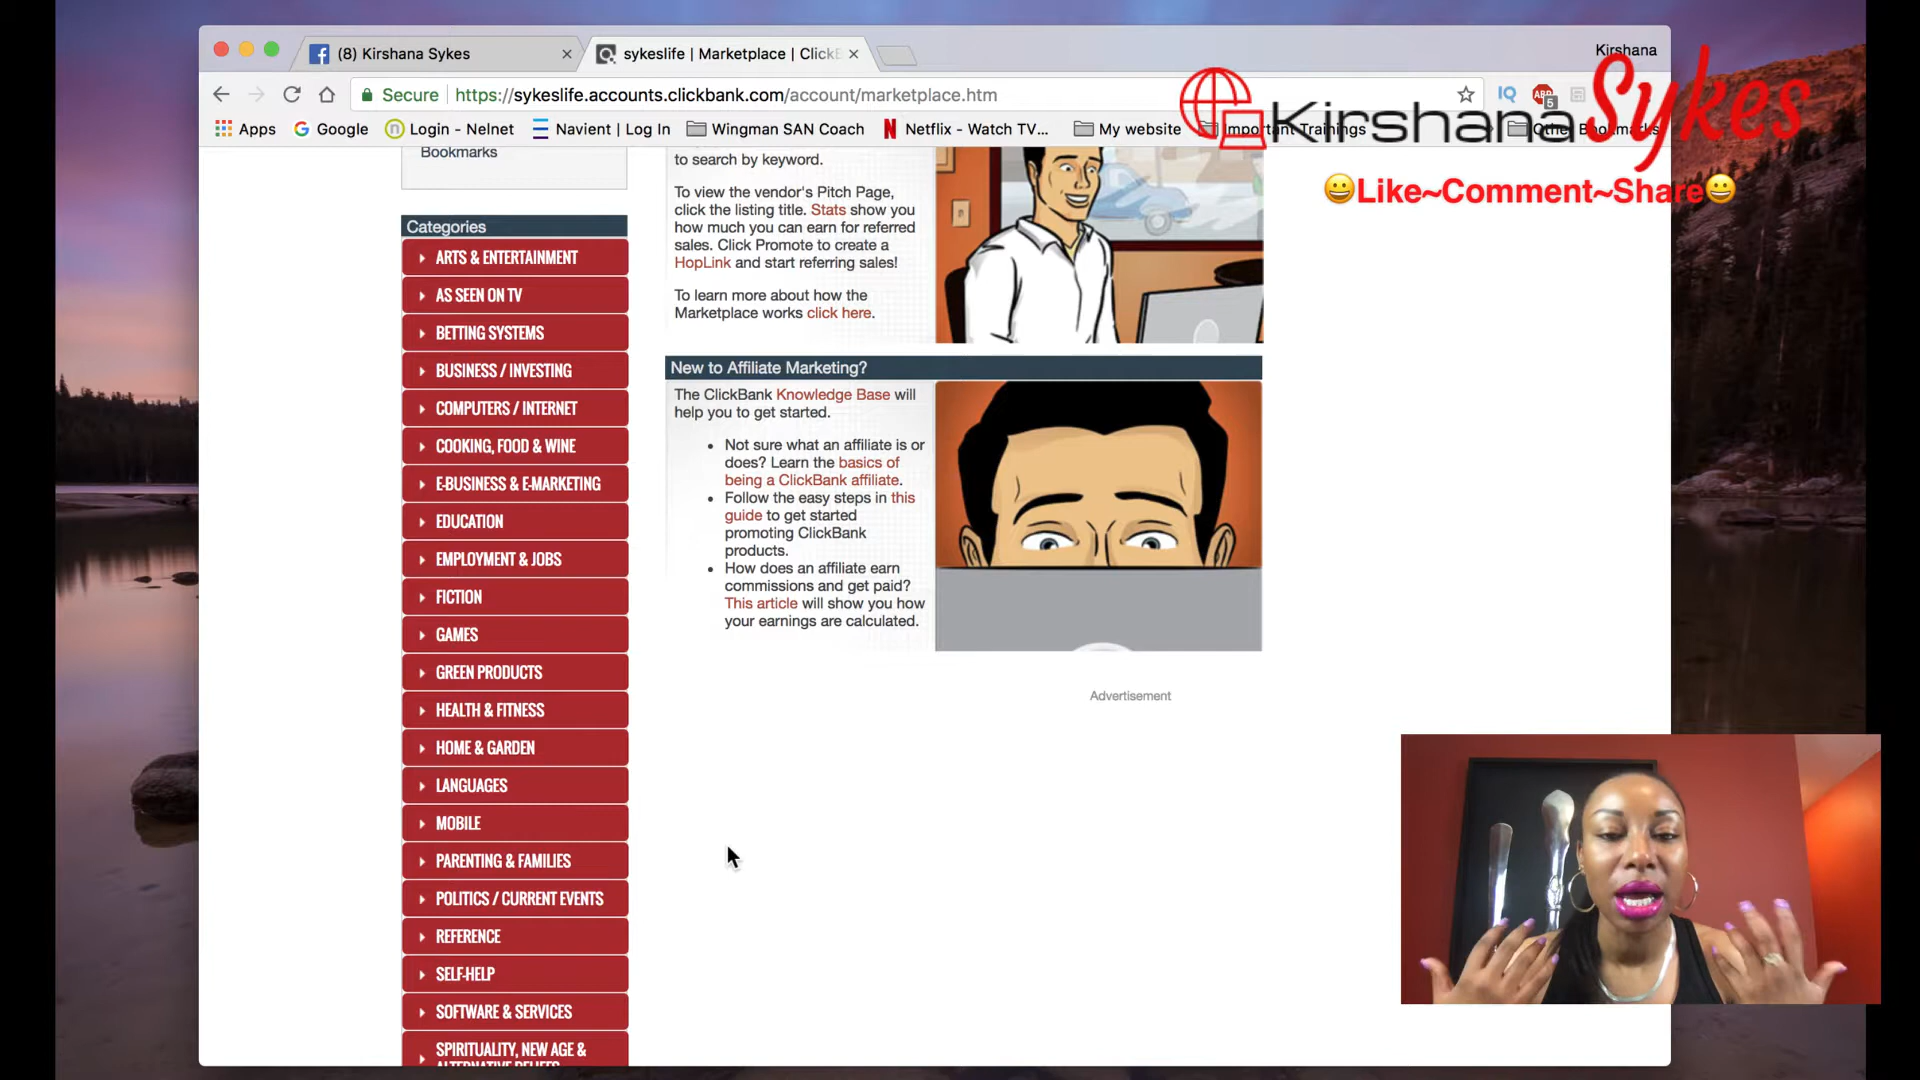 (8) Kirshana Sykes
sykeslife | Marketplace | Click
Kirshana
Secure
https://sykeslife.accounts.clickbank.com/account/marketplace.htm
IQ
ABP
5
Apps
Google
Login - Nelnet
Navient | Log In
Wingman SAN Coach
Netflix - Watch TV...
My website
Important Trainings
Other Bookmarks
Kirshana Sykes
😀Like~Comment~Share😀
Bookmarks
Categories
ARTS & ENTERTAINMENT
AS SEEN ON TV
BETTING SYSTEMS
BUSINESS / INVESTING
COMPUTERS / INTERNET
COOKING, FOOD & WINE
E-BUSINESS & E-MARKETING
EDUCATION
EMPLOYMENT & JOBS
FICTION
GAMES
GREEN PRODUCTS
HEALTH & FITNESS
HOME & GARDEN
LANGUAGES
MOBILE
PARENTING & FAMILIES
POLITICS / CURRENT EVENTS
REFERENCE
SELF-HELP
SOFTWARE & SERVICES
SPIRITUALITY, NEW AGE &
ALTERNATIVE BELIEFS
to search by keyword.
To view the vendor's Pitch Page,
click the listing title. Stats show you
how much you can earn for referred
sales. Click Promote to create a
HopLink and start referring sales!
To learn more about how the
Marketplace works click here.
New to Affiliate Marketing?
The ClickBank Knowledge Base will
help you to get started.
• Not sure what an affiliate is or
does? Learn the basics of
being a ClickBank affiliate.
• Follow the easy steps in this
guide to get started
promoting ClickBank
products.
• How does an affiliate earn
commissions and get paid?
This article will show you how
your earnings are calculated.
Advertisement